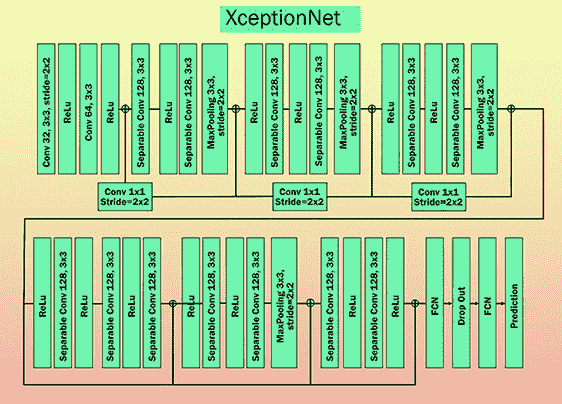 XceptionNet
Conv 32, 3x3, stride=2x2
ReLu
Conv 64, 3x3
ReLu
Separable Conv 128, 3x3
ReLu
Separable Conv 128, 3x3
MaxPooling 3x3,
stride=2x2
ReLu
Separable Conv 128, 3x3
ReLu
Separable Conv 128, 3x3
MaxPooling 3x3,
stride=2x2
ReLu
Separable Conv 128, 3x3
ReLu
Separable Conv 128, 3x3
MaxPooling 3x3,
stride=2x2
Conv 1x1
Stride=2x2
Conv 1x1
Stride=2x2
Conv 1x1
Stride=2x2
ReLu
Separable Conv 128, 3x3
ReLu
Separable Conv 128, 3x3
ReLu
Separable Conv 128, 3x3
ReLu
Separable Conv 128, 3x3
ReLu
Separable Conv 128, 3x3
MaxPooling 3x3,
stride=2x2
Separable Conv 128, 3x3
ReLu
Separable Conv 128, 3x3
ReLu
FCN
Drop Out
FCN
Prediction